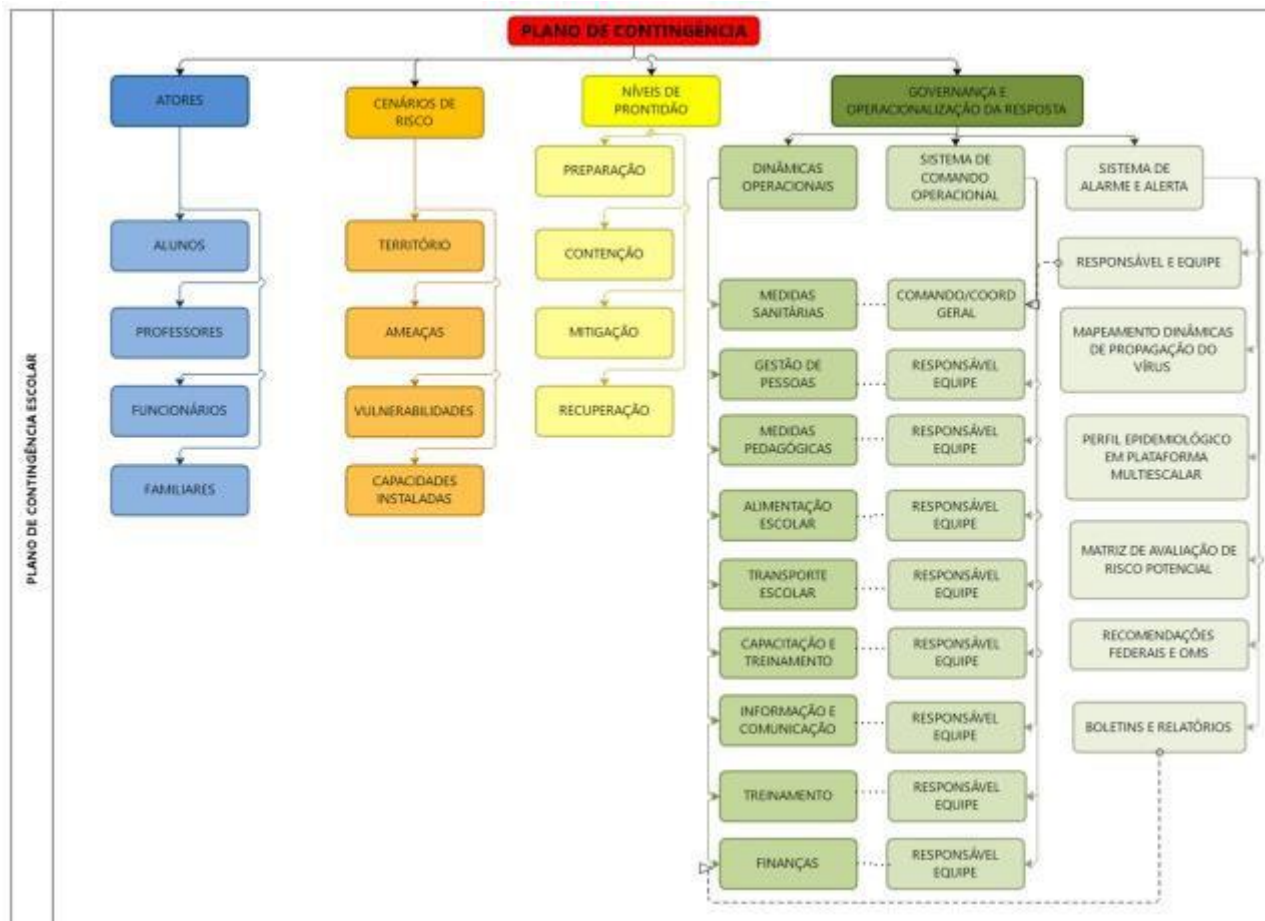 PLANO DE CONTINGÊNCIA ESCOLAR
PLANO DE CONTINGÊNCIA
ATORES
ALUNOS
PROFESSORES
FUNCIONÁRIOS
FAMILIARES
CENÁRIOS DE
RISCO
TERRITÓRIO
AMEAÇAS
VULNERABILIDADES
CAPACIDADES
INSTALADAS
NÍVEIS DE
PRONTIDÃO
PREPARAÇÃO
CONTENÇÃO
MITIGAÇÃO
RECUPERAÇÃO
GOVERNANÇA E
OPERACIONALIZAÇÃO DA RESPOSTA
DINÂMICAS
OPERACIONAIS
MEDIDAS
SANITÁRIAS
GESTÃO DE
PESSOAS
MEDIDAS
PEDAGÓGICAS
ALIMENTAÇÃO
ESCOLAR
TRANSPORTE
ESCOLAR
CAPACITAÇÃO E
TREINAMENTO
INFORMAÇÃO E
COMUNICAÇÃO
TREINAMENTO
FINANÇAS
SISTEMA DE
COMANDO
OPERACIONAL
COMANDO/COORD
GERAL
RESPONSÁVEL
EQUIPE
RESPONSÁVEL
EQUIPE
RESPONSÁVEL
EQUIPE
RESPONSÁVEL
EQUIPE
RESPONSÁVEL
EQUIPE
RESPONSÁVEL
EQUIPE
RESPONSÁVEL
EQUIPE
RESPONSÁVEL
EQUIPE
SISTEMA DE
ALARME E ALERTA
RESPONSÁVEL E EQUIPE
MAPEAMENTO DINÂMICAS
DE PROPAGAÇÃO DO
VÍRUS
PERFIL EPIDEMIOLÓGICO
EM PLATAFORMA
MULTIESCALAR
MATRIZ DE AVALIAÇÃO DE
RISCO POTENCIAL
RECOMENDAÇÕES
FEDERAIS E OMS
BOLETINS E RELATÓRIOS